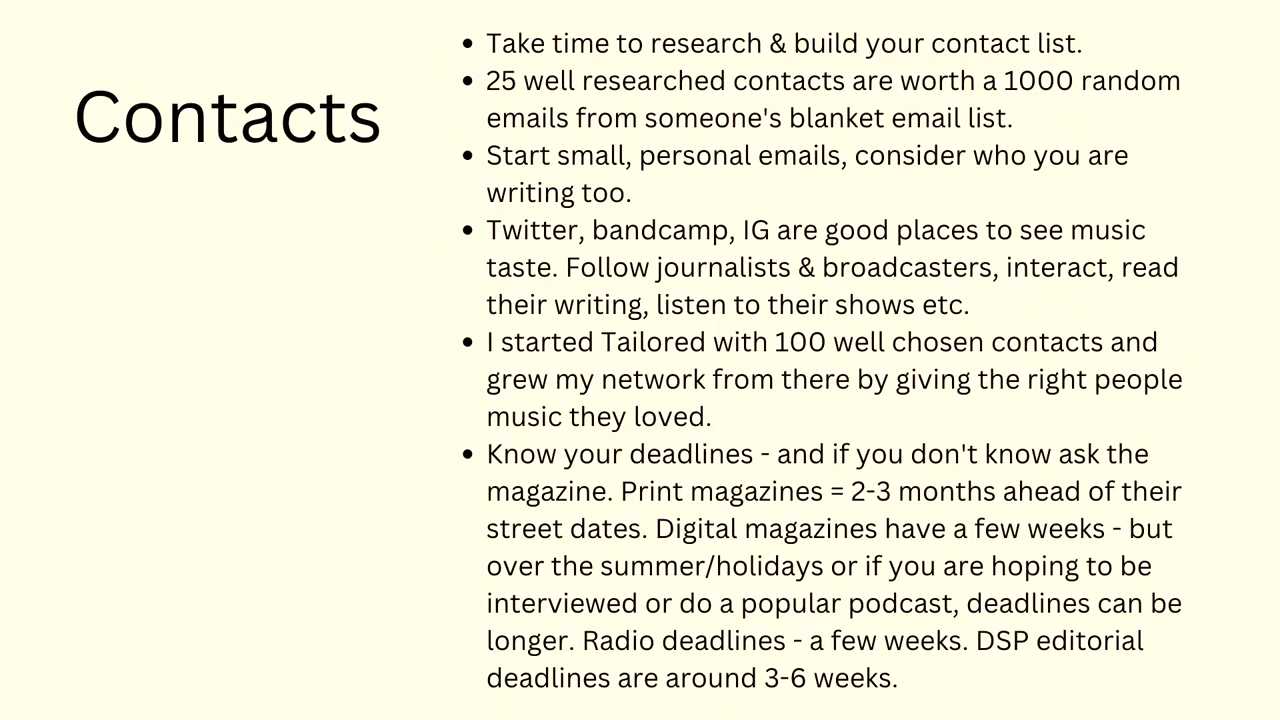 Contacts
• Take time to research & build your contact list.
• 25 well researched contacts are worth a 1000 random
emails from someone's blanket email list.
• Start small, personal emails, consider who you are
writing too.
• Twitter, bandcamp, IG are good places to see music
taste. Follow journalists & broadcasters, interact, read
their writing, listen to their shows etc.
• I started Tailored with 100 well chosen contacts and
grew my network from there by giving the right people
music they loved.
• Know your deadlines - and if you don't know ask the
magazine. Print magazines = 2-3 months ahead of their
street dates. Digital magazines have a few weeks - but
over the summer/holidays or if you are hoping to be
interviewed or do a popular podcast, deadlines can be
longer. Radio deadlines - a few weeks. DSP editorial
deadlines are around 3-6 weeks.